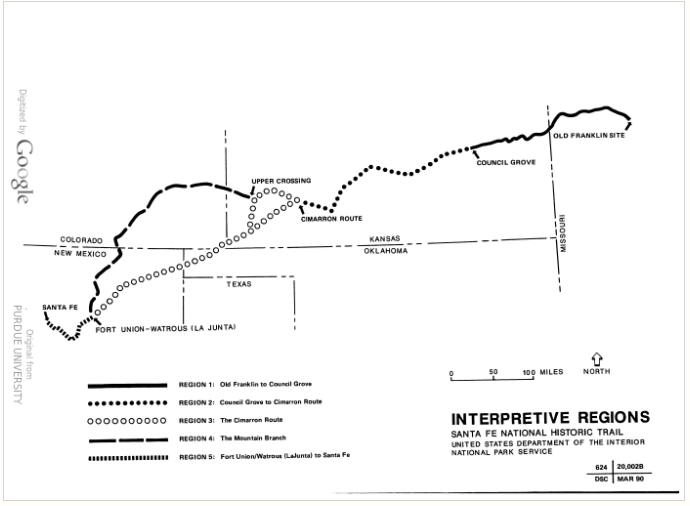 OLD FRANKLIN SITE
COUNCIL GROVE
UPPER CROSSING
CIMARRON ROUTE
COLORADO
NEW MEXICO
KANSAS
OKLAHOMA
MISSOURI
TEXAS
SANTA FE
FORT UNION-WATROUS (LA JUNTA)
0 50 100 MILES
NORTH
REGION 1: Old Franklin to Council Grove
REGION 2: Council Grove to Cimarron Route
REGION 3: The Cimarron Route
REGION 4: The Mountain Branch
REGION 5: Fort Union/Watrous (LaJunta) to Santa Fe
INTERPRETIVE REGIONS
SANTA FE NATIONAL HISTORIC TRAIL
UNITED STATES DEPARTMENT OF THE INTERIOR
NATIONAL PARK SERVICE
624 20,002B
DSC MAR 90
Digitized by Google
Original from
PURDUE UNIVERSITY